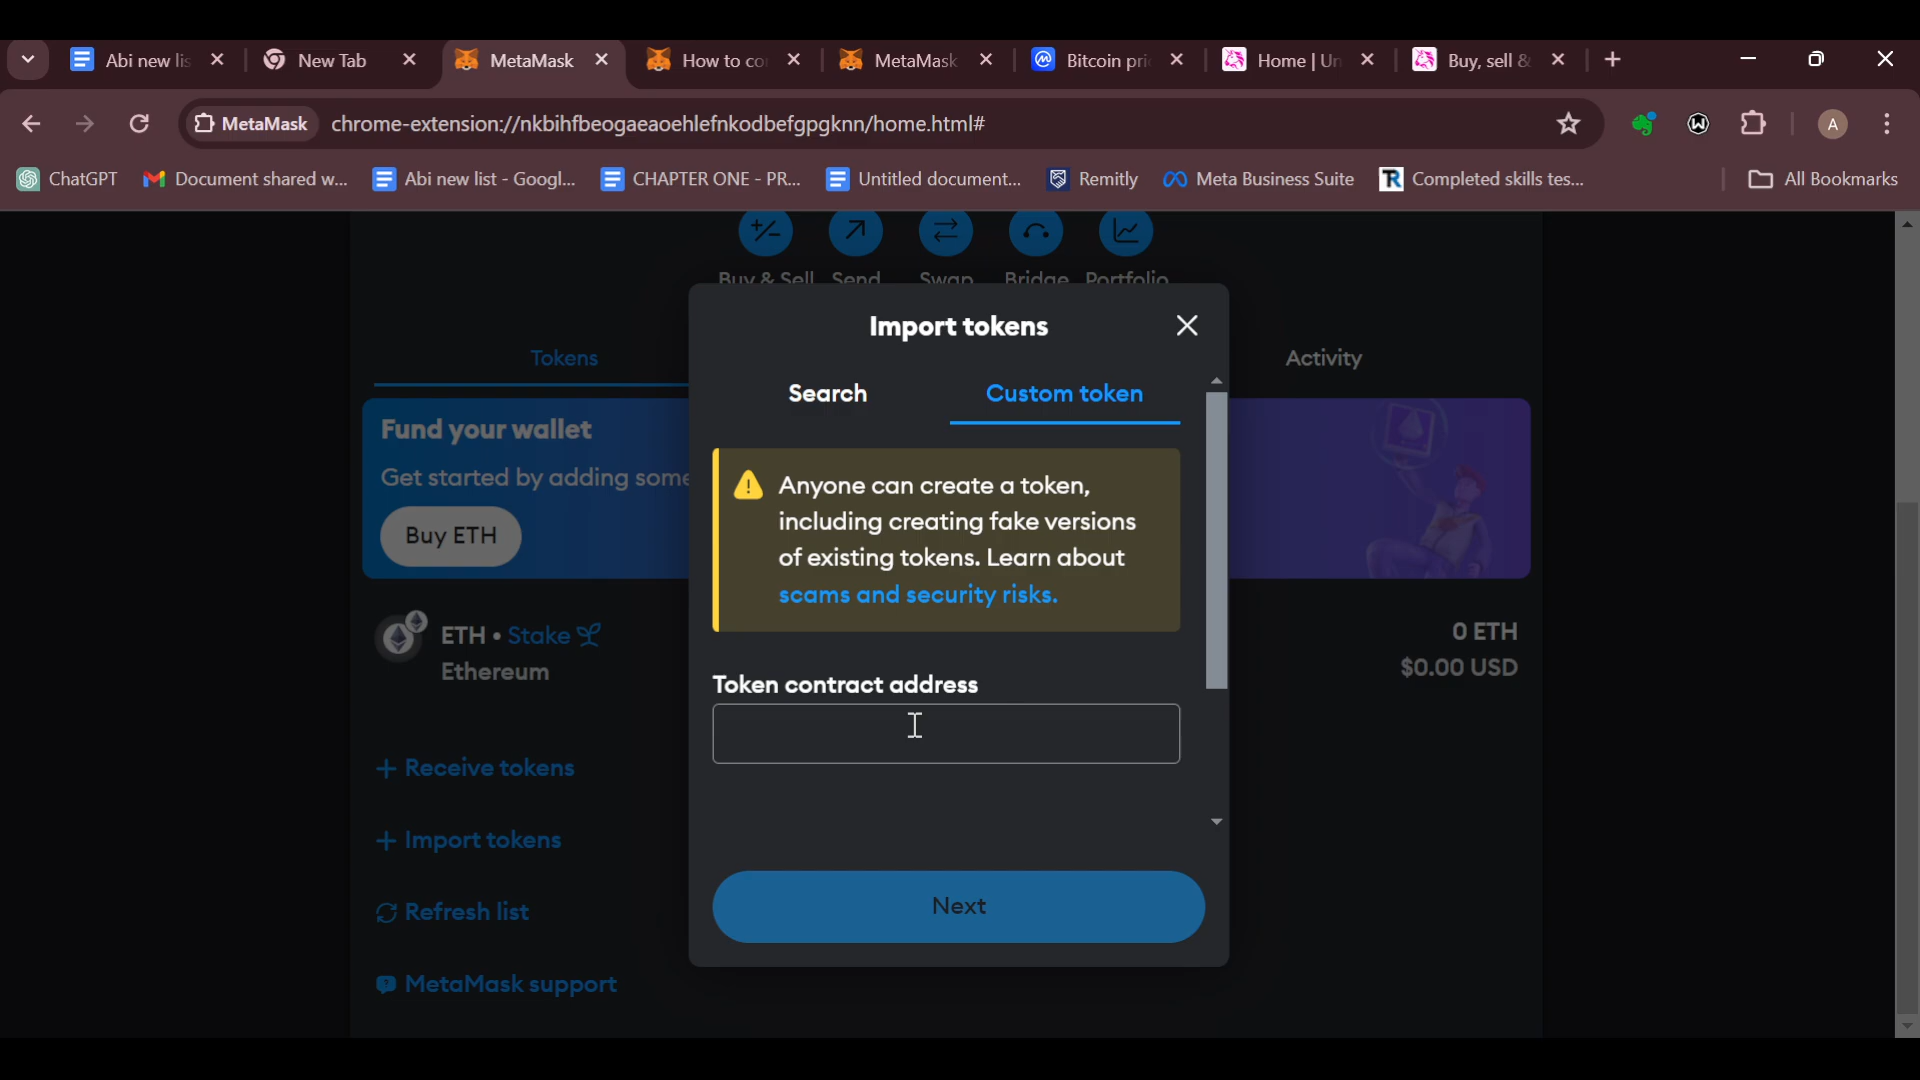 Abi new lis
New Tab
MetaMask
How to co
MetaMask
Bitcoin pri
Home | Un
Buy, sell &
MetaMask
chrome-extension://nkbihfbeogaeaoehlefnkodbefgpgknn/home.html#
A
ChatGPT
Document shared w...
Abi new list - Googl...
CHAPTER ONE - PR...
Untitled document...
Remitly
Meta Business Suite
TR
Completed skills tes...
All Bookmarks
Buy & Sell
Send
Swap
Bridge
Portfolio
Import tokens
Tokens
Activity
Search
Custom token
Fund your wallet
Get started by adding some
Buy ETH
Anyone can create a token,
including creating fake versions
of existing tokens. Learn about
scams and security risks.
ETH • Stake
Ethereum
0 ETH
$0.00 USD
Token contract address
+ Receive tokens
+ Import tokens
Refresh list
MetaMask support
Next